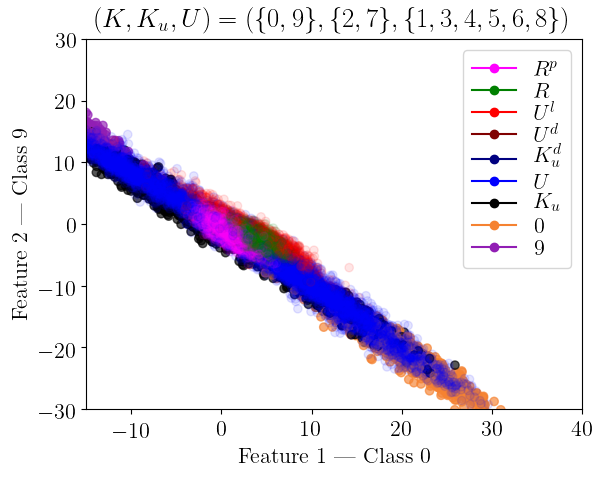 (K, K_u, U) = ({0, 9}, {2, 7}, {1, 3, 4, 5, 6, 8})
30
20
10
0
−10
−20
−30
Feature 2 — Class 9
R^p
R
U^l
U^d
K_u^d
U
K_u
0
9
−10
0
10
20
30
40
Feature 1 — Class 0